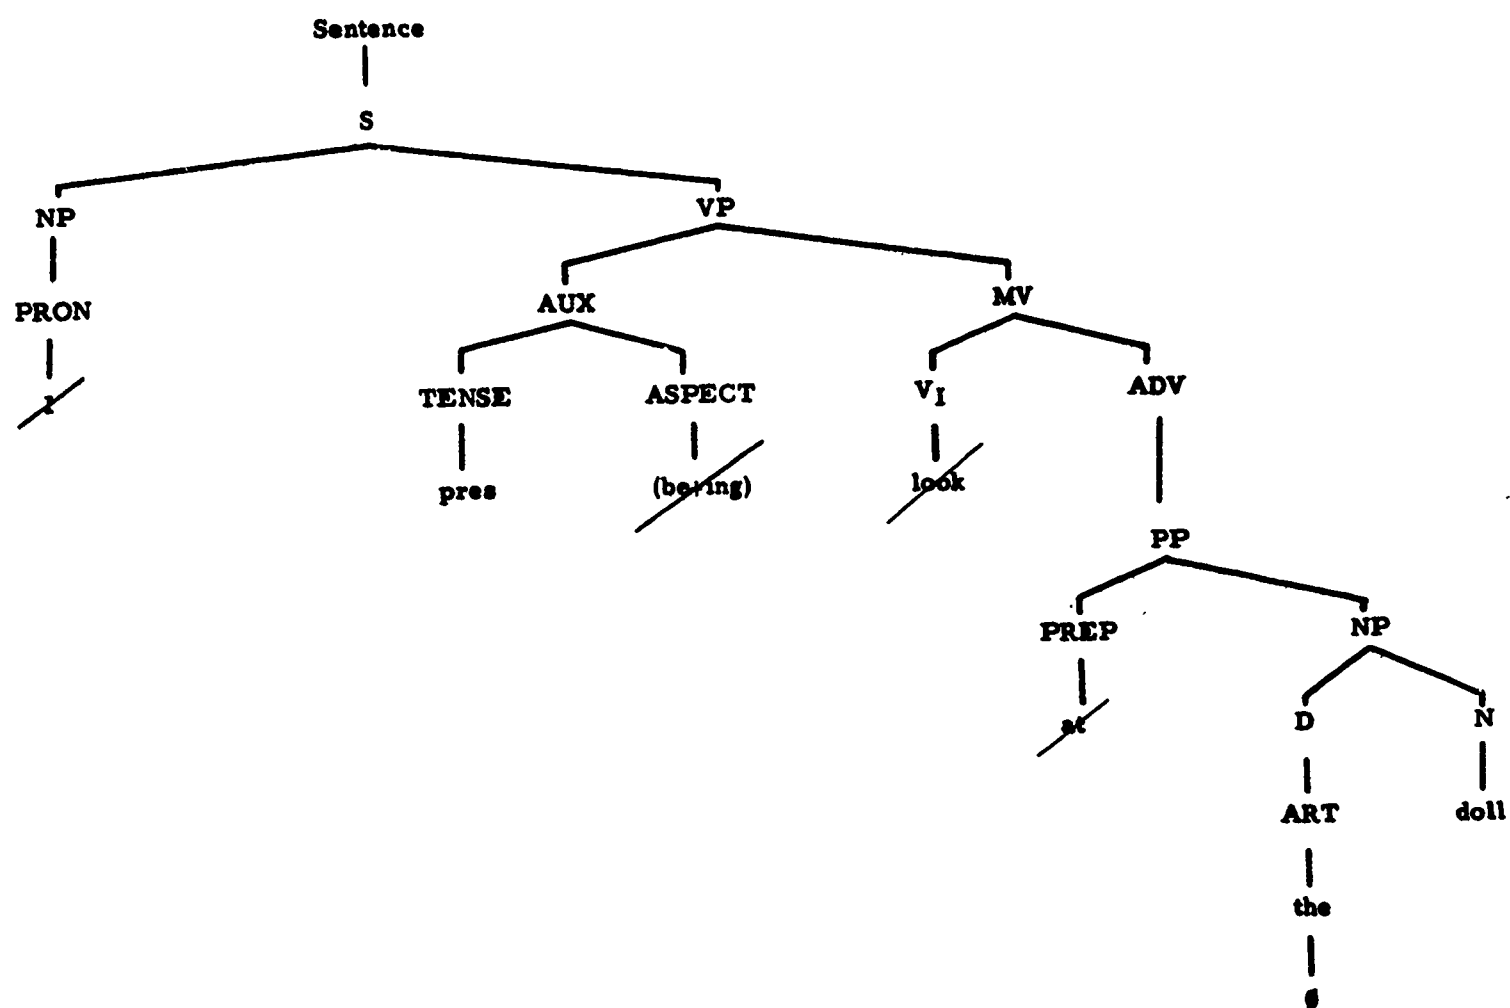 Sentence
S
NP VP
PRON AUX MV
I TENSE ASPECT V_I ADV
pres (be+ing) look
PP
PREP NP
at D N
ART doll
the
ø